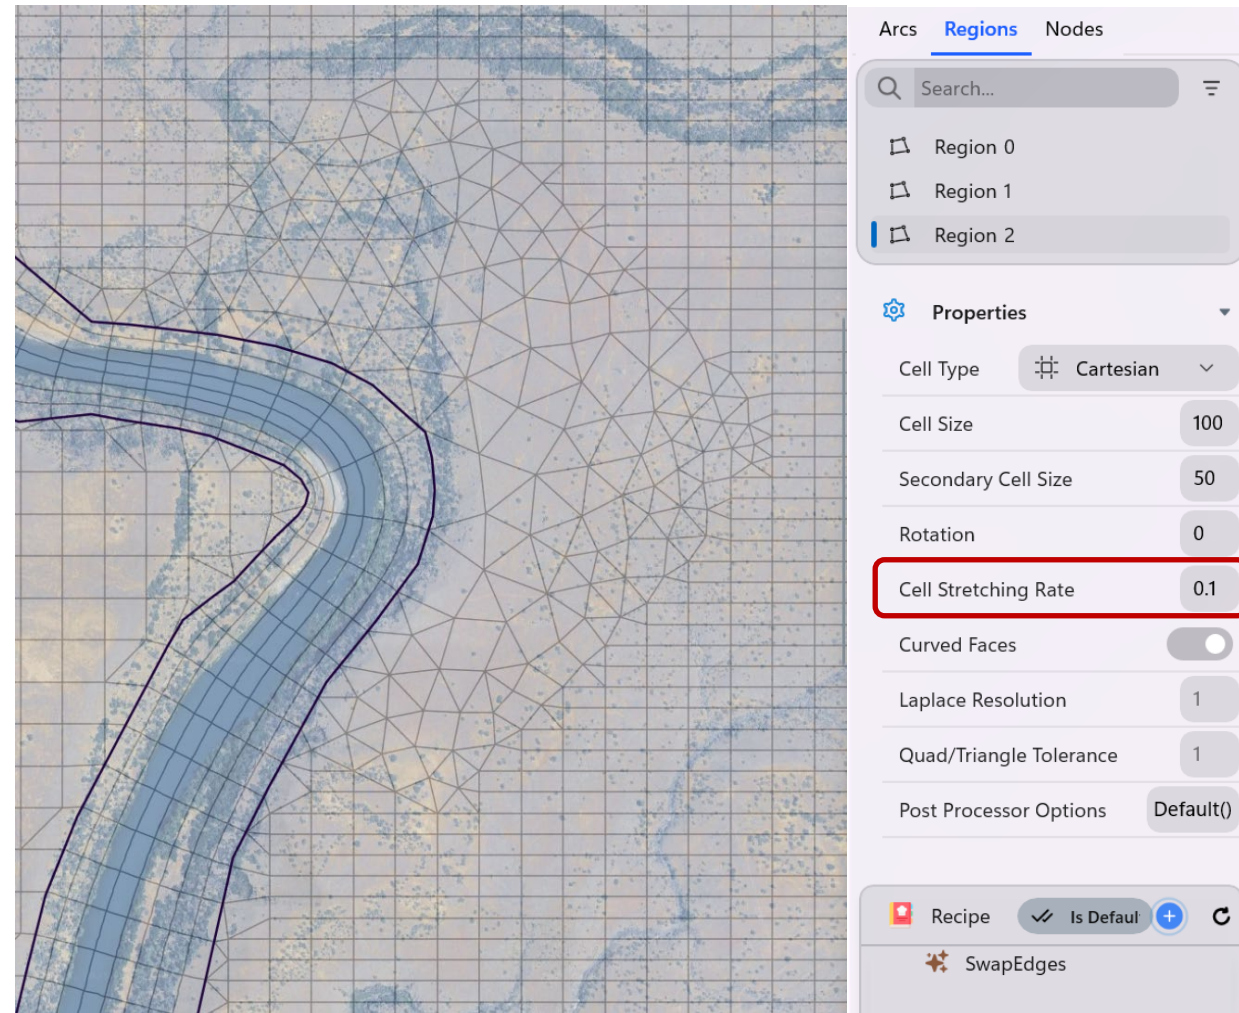 Arcs Regions Nodes
Search...
Region 0
Region 1
Region 2
Properties
Cell Type Cartesian
Cell Size 100
Secondary Cell Size 50
Rotation 0
Cell Stretching Rate 0.1
Curved Faces
Laplace Resolution 1
Quad/Triangle Tolerance 1
Post Processor Options Default()
Recipe Is Defaul
SwapEdges